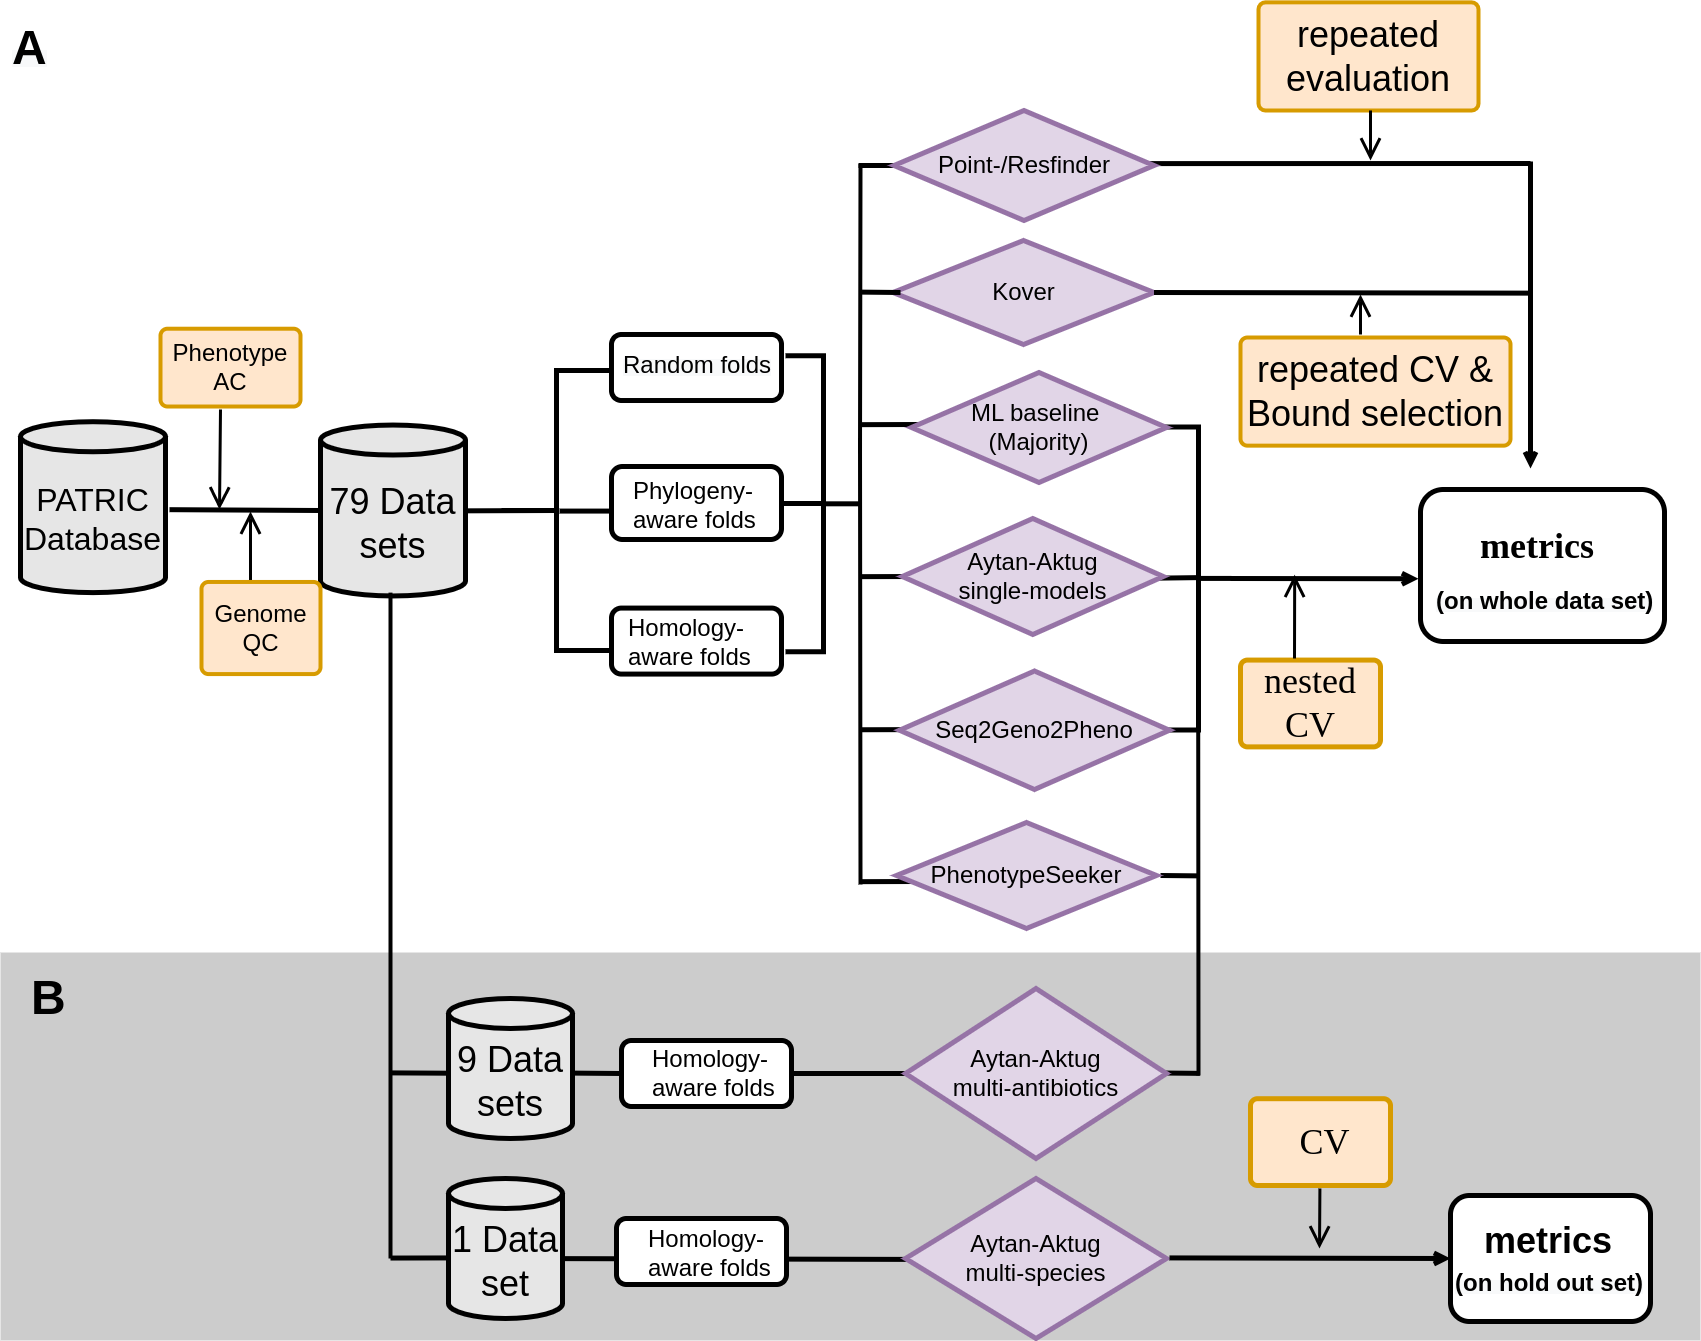 A
repeated
evaluation
Point-/Resfinder
Kover
Phenotype
AC
Random folds
repeated CV &
Bound selection
ML baseline
(Majority)
PATRIC
Database
79 Data
sets
Phylogeny-
aware folds
Aytan-Aktug
single-models
metrics
(on whole data set)
Genome
QC
Homology-
aware folds
nested
CV
Seq2Geno2Pheno
PhenotypeSeeker
B
9 Data
sets
Homology-
aware folds
Aytan-Aktug
multi-antibiotics
CV
1 Data
set
Homology-
aware folds
Aytan-Aktug
multi-species
metrics
(on hold out set)